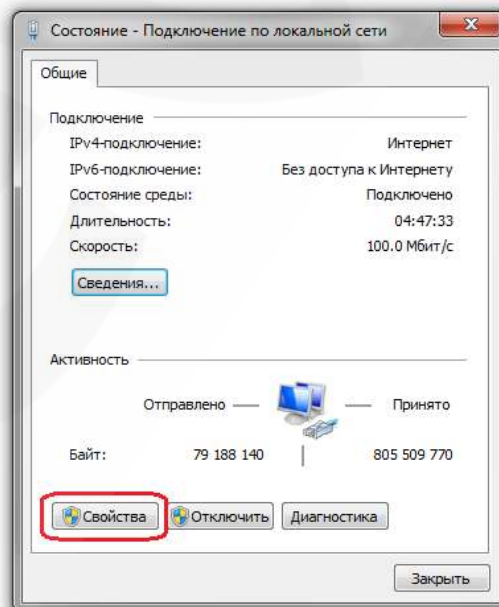 Состояние - Подключение по локальной сети
Общие
Подключение
IPv4-подключение: Интернет
IPv6-подключение: Без доступа к Интернету
Состояние среды: Подключено
Длительность: 04:47:33
Скорость: 100.0 Мбит/с
Сведения...
Активность
Отправлено — — Принято
Байт: 79 188 140 | 805 509 770
Свойства Отключить Диагностика
Закрыть